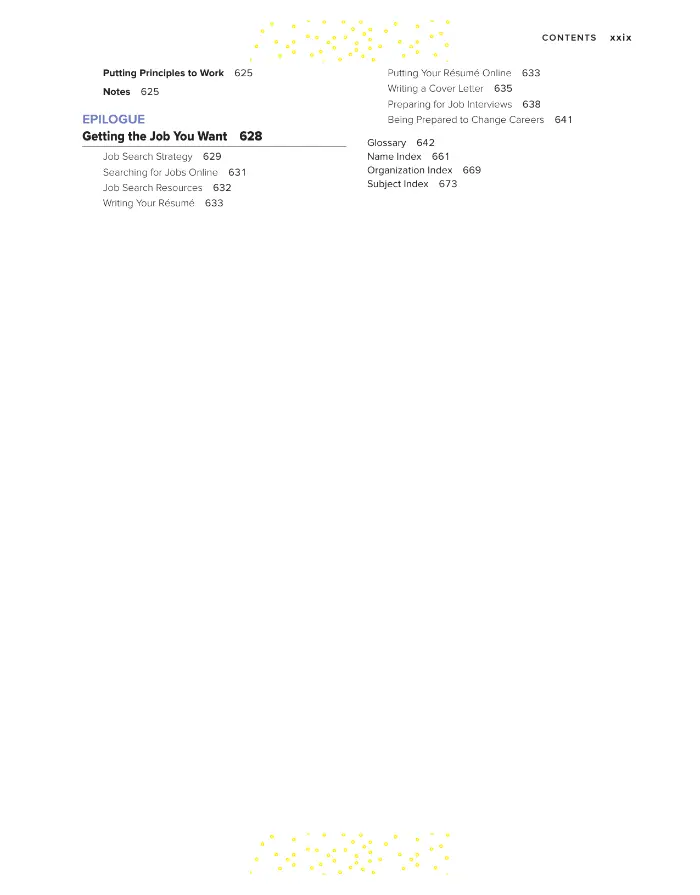 CONTENTS xxix
Putting Principles to Work 625
Notes 625
EPILOGUE
Getting the Job You Want 628
Job Search Strategy 629
Searching for Jobs Online 631
Job Search Resources 632
Writing Your Résumé 633
Putting Your Résumé Online 633
Writing a Cover Letter 635
Preparing for Job Interviews 638
Being Prepared to Change Careers 641
Glossary 642
Name Index 661
Organization Index 669
Subject Index 673